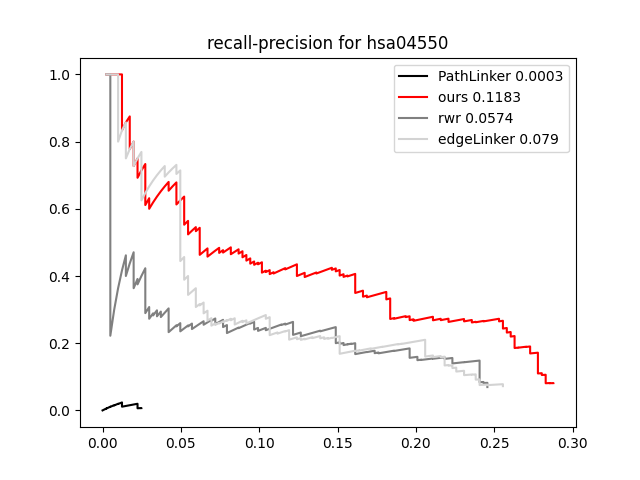 recall-precision for hsa04550
PathLinker 0.0003
ours 0.1183
rwr 0.0574
edgeLinker 0.079
1.0
0.8
0.6
0.4
0.2
0.0
0.00 0.05 0.10 0.15 0.20 0.25 0.30